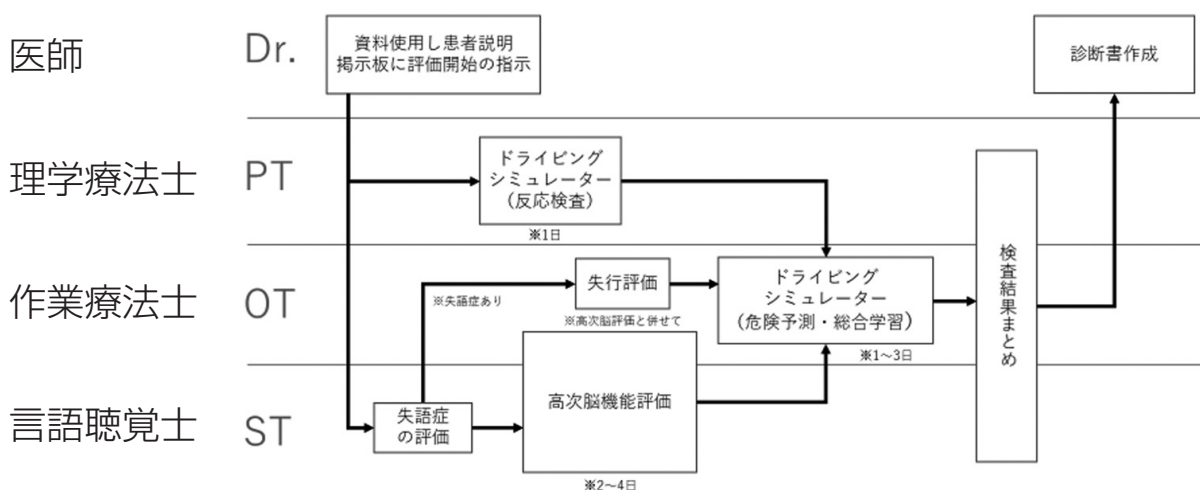 医師
Dr.
資料使用し患者説明
掲示板に評価開始の指示
診断書作成
理学療法士
PT
ドライビング
シミュレーター
(反応検査)
※1日
作業療法士
OT
※失語症あり
失行評価
※高次脳評価と併せて
ドライビング
シミュレーター
(危険予測・総合学習)
※1~3日
検査結果まとめ
言語聴覚士
ST
失語症
の評価
高次脳機能評価
※2~4日